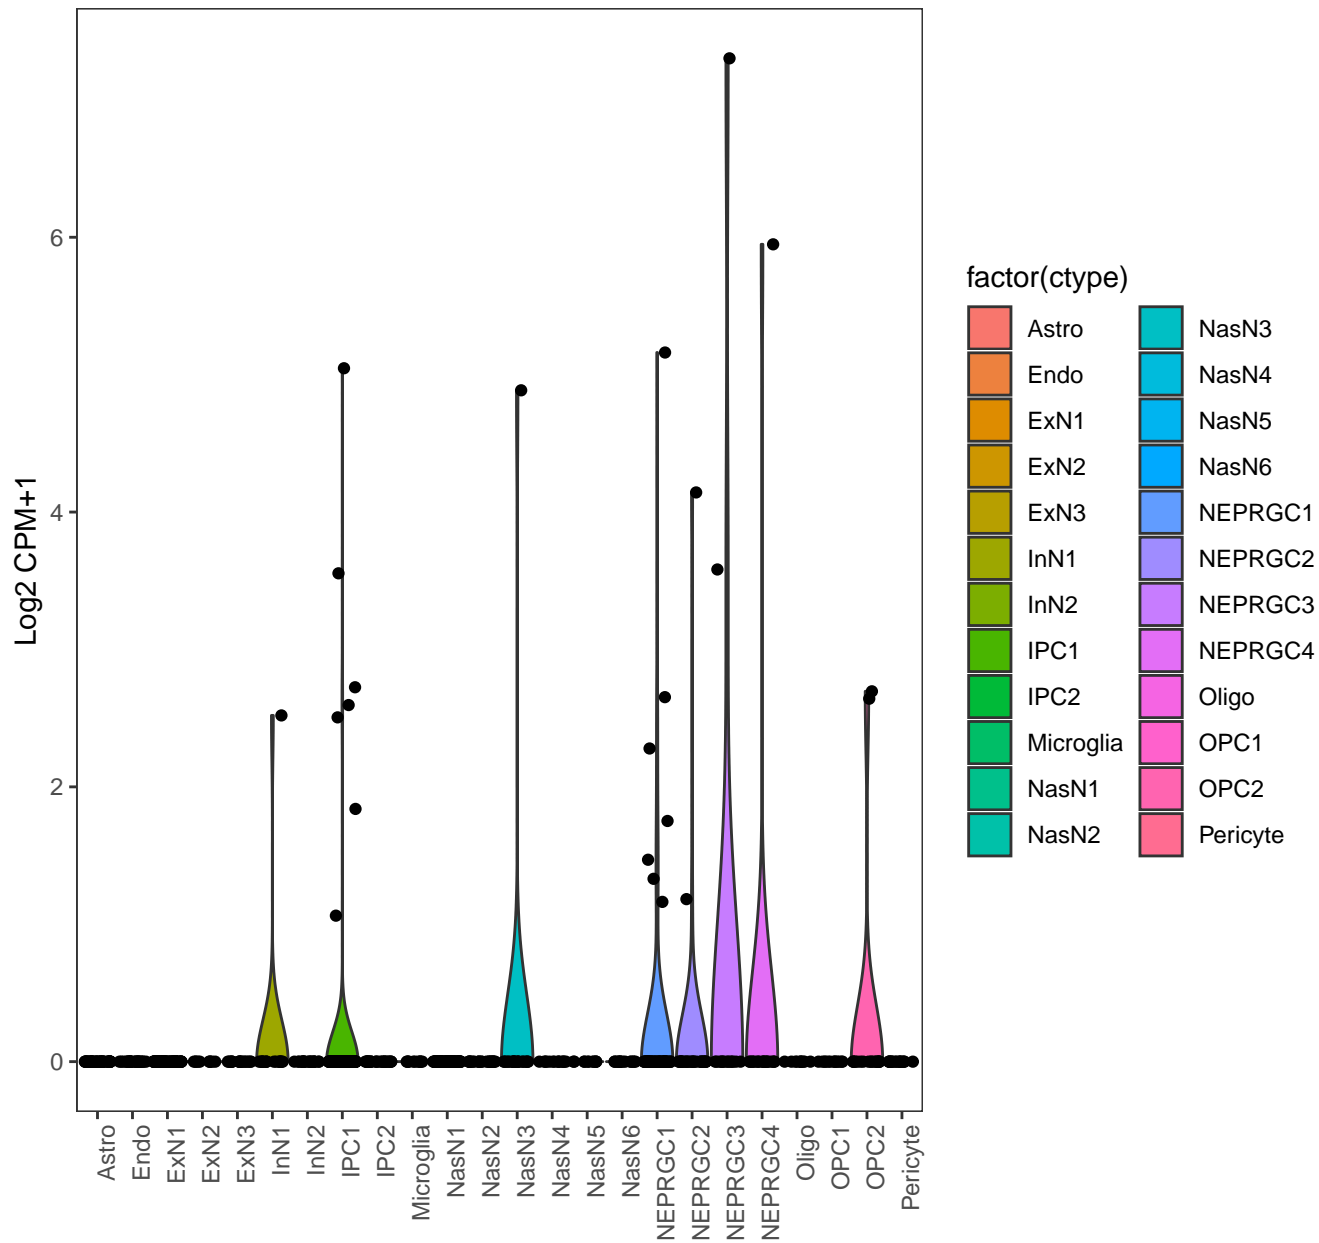 Log2 CPM+1
6
4
2
0
Astro
Endo
ExN1
ExN2
ExN3
InN1
InN2
IPC1
IPC2
Microglia
NasN1
NasN2
NasN3
NasN4
NasN5
NasN6
NEPRGC1
NEPRGC2
NEPRGC3
NEPRGC4
Oligo
OPC1
OPC2
Pericyte
factor(ctype)
Astro
Endo
ExN1
ExN2
ExN3
InN1
InN2
IPC1
IPC2
Microglia
NasN1
NasN2
NasN3
NasN4
NasN5
NasN6
NEPRGC1
NEPRGC2
NEPRGC3
NEPRGC4
Oligo
OPC1
OPC2
Pericyte